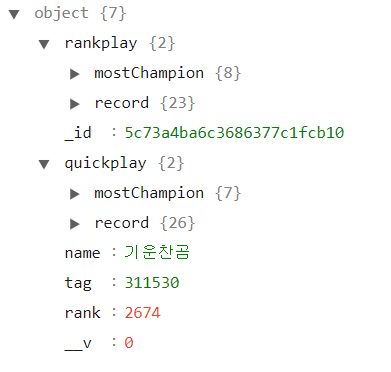 object {7}
rankplay {2}
mostChampion {8}
record {23}
_id : 5c73a4ba6c3686377c1fcb10
quickplay {2}
mostChampion {7}
record {26}
name : 기운찬곰
tag : 311530
rank : 2674
__v : 0